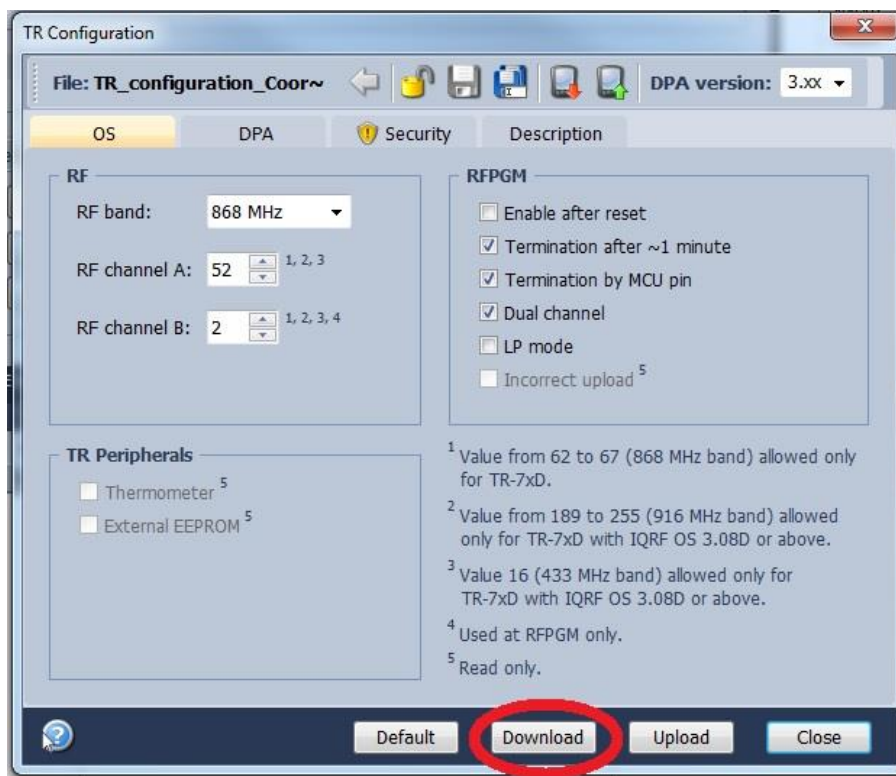 TR Configuration
File: TR_configuration_Coor~ DPA version: 3.xx
OS DPA Security Description
RF
RF band: 868 MHz
RF channel A: 52 1, 2, 3
RF channel B: 2 1, 2, 3, 4
RFPGM
Enable after reset
Termination after ~1 minute
Termination by MCU pin
Dual channel
LP mode
Incorrect upload 5
TR Peripherals
Thermometer 5
External EEPROM 5
1 Value from 62 to 67 (868 MHz band) allowed only
for TR-7xD.
2 Value from 189 to 255 (916 MHz band) allowed
only for TR-7xD with IQRF OS 3.08D or above.
3 Value 16 (433 MHz band) allowed only for
TR-7xD with IQRF OS 3.08D or above.
4 Used at RFPGM only.
5 Read only.
Default Download Upload Close